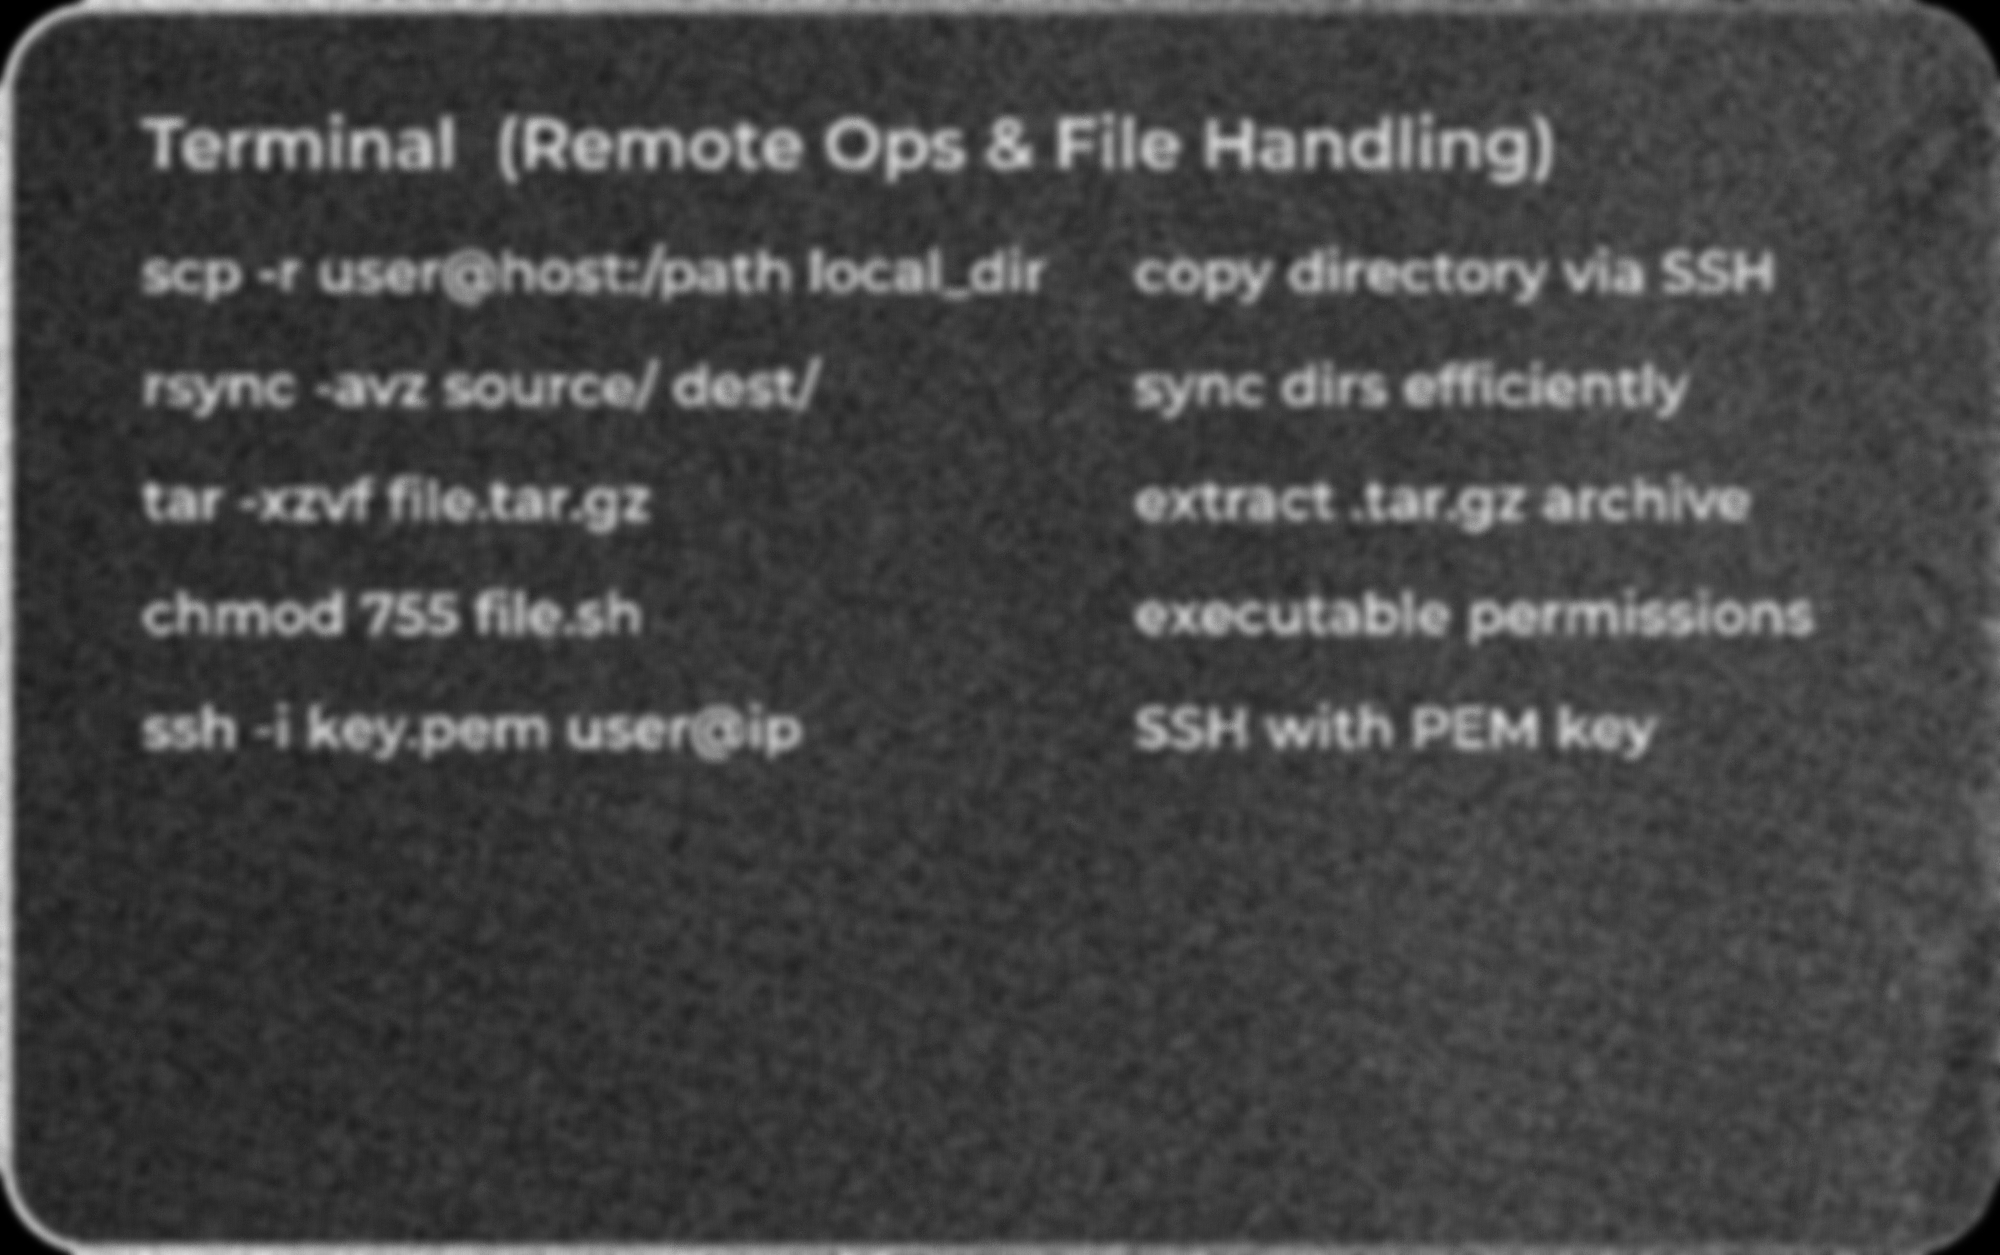 Terminal (Remote Ops & File Handling)
scp -r user@host:/path local_dir copy directory via SSH
rsync -avz source/ dest/ sync dirs efficiently
tar -xzvf file.tar.gz extract .tar.gz archive
chmod 755 file.sh executable permissions
ssh -i key.pem user@ip SSH with PEM key